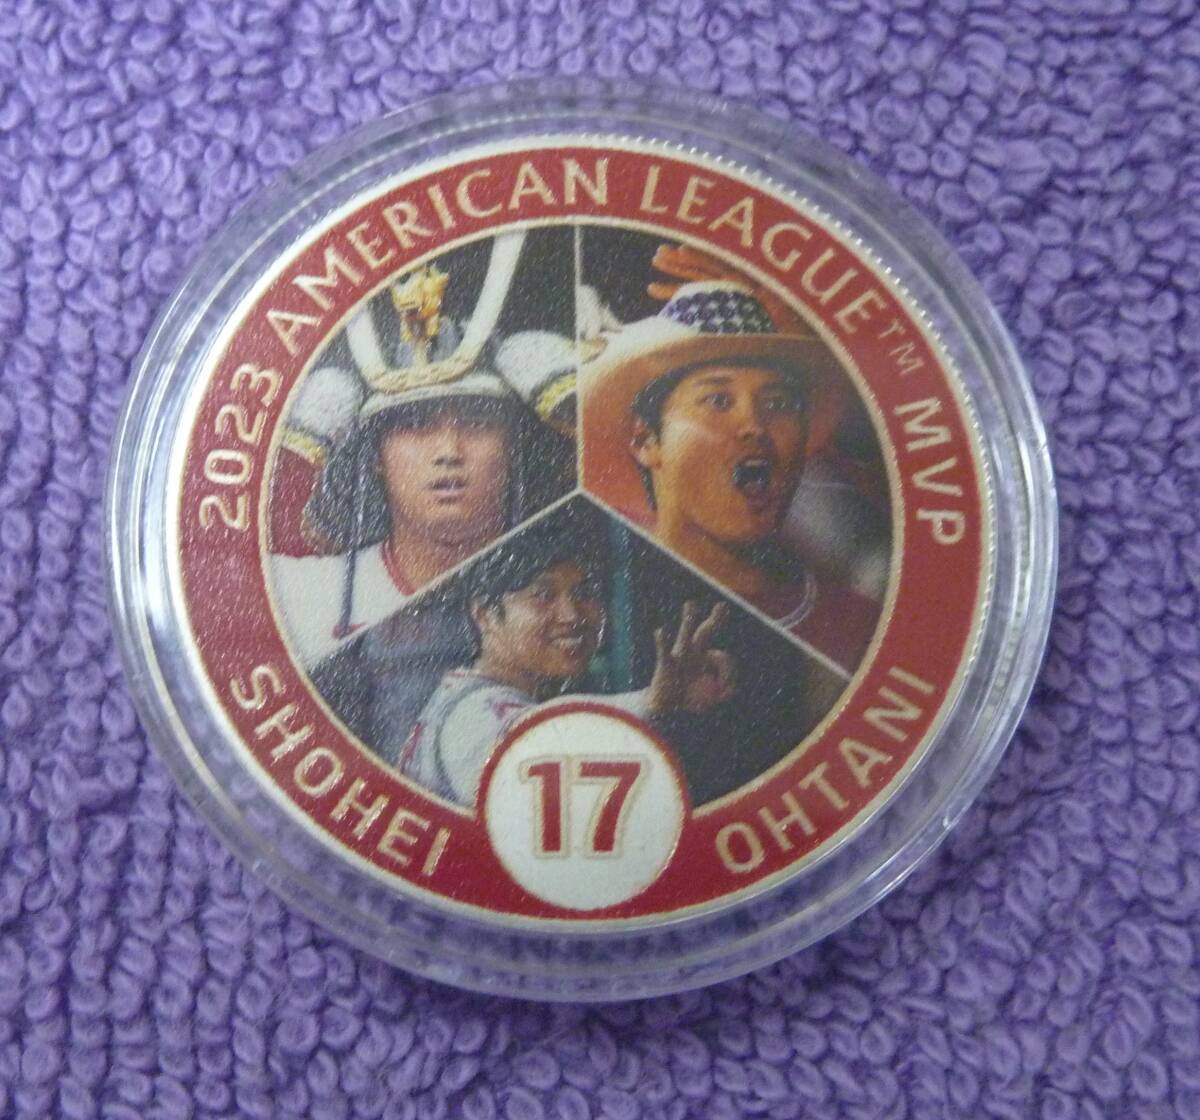 2023 AMERICAN LEAGUE™ MVP
SHOHEI OHTANI
17